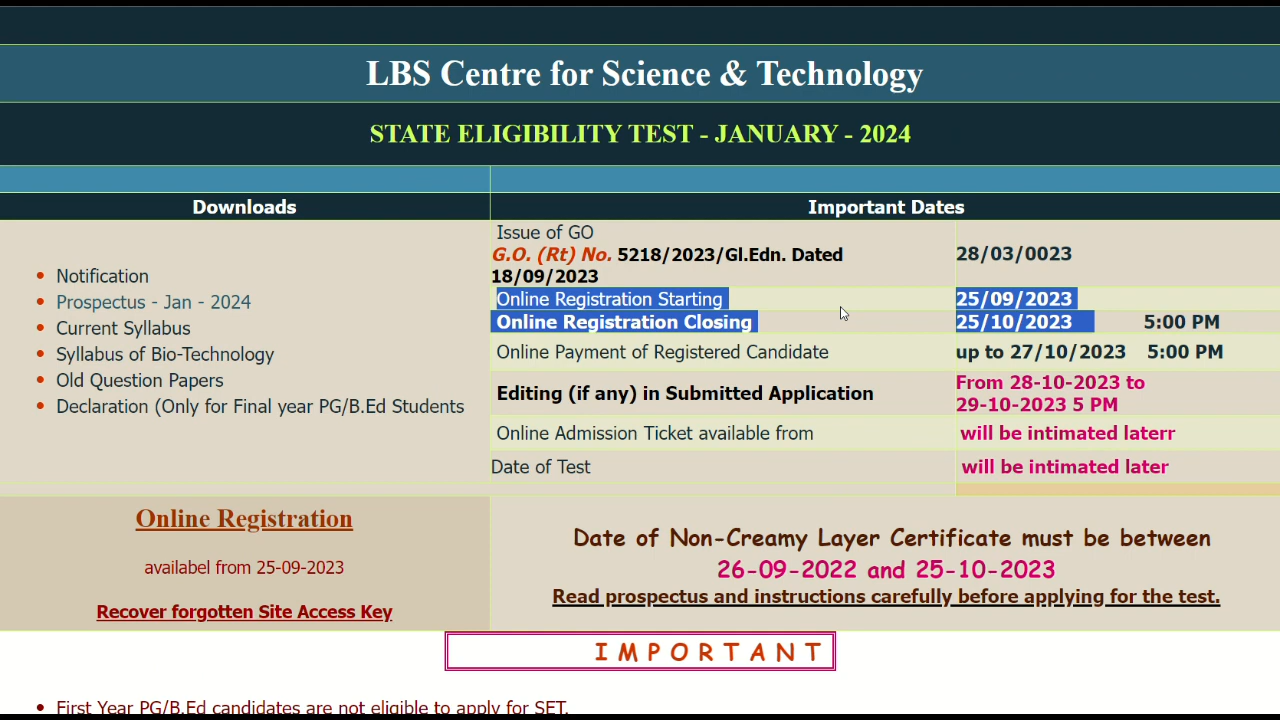 LBS Centre for Science & Technology
STATE ELIGIBILITY TEST - JANUARY - 2024
Downloads
Important Dates
Notification
Prospectus - Jan - 2024
Current Syllabus
Syllabus of Bio-Technology
Old Question Papers
Declaration (Only for Final year PG/B.Ed Students
Issue of GO
G.O. (Rt) No. 5218/2023/Gl.Edn. Dated
18/09/2023
28/03/0023
Online Registration Starting 25/09/2023
Online Registration Closing 25/10/2023 5:00 PM
Online Payment of Registered Candidate up to 27/10/2023 5:00 PM
Editing (if any) in Submitted Application
From 28-10-2023 to
29-10-2023 5 PM
Online Admission Ticket available from will be intimated laterr
Date of Test will be intimated later
Online Registration
availabel from 25-09-2023
Recover forgotten Site Access Key
Date of Non-Creamy Layer Certificate must be between
26-09-2022 and 25-10-2023
Read prospectus and instructions carefully before applying for the test.
I M P O R T A N T
First Year PG/B.Ed candidates are not eligible to apply for SET.